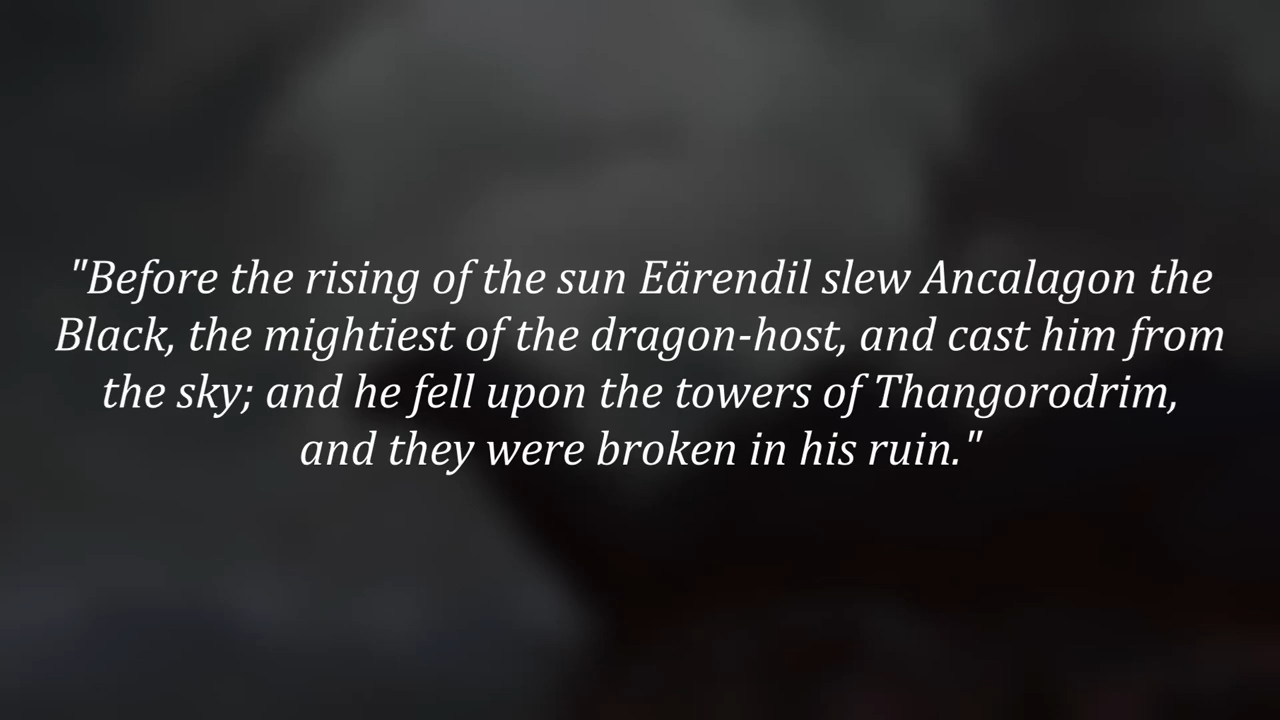 "Before the rising of the sun Eärendil slew Ancalagon the
Black, the mightiest of the dragon-host, and cast him from
the sky; and he fell upon the towers of Thangorodrim,
and they were broken in his ruin."